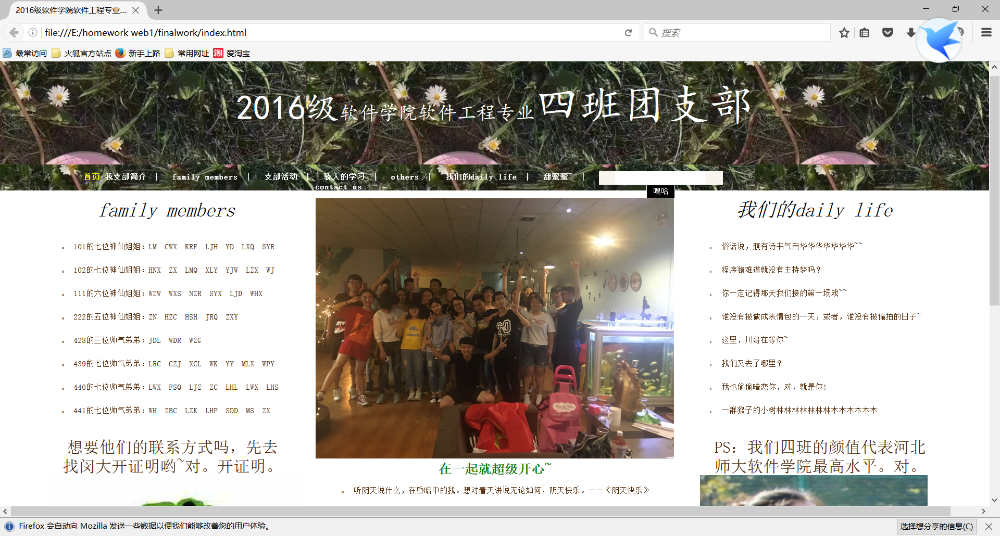 2016级软件学院软件工程专业...
file:///E:/homework web1/finalwork/index.html
搜索
最常访问 火狐官方站点 新手上路 常用网址 淘 爱淘宝
2016级软件学院软件工程专业四班团支部
首页 我支部简介 | family members | 支部活动 | 骄人的学习 | others | 我们的daily life | 甜蜜蜜~ |
contact us
嘿哈
family members
101的七位神仙姐姐：LM CWX KRF LJH YD LXQ SYR
102的七位神仙姐姐：HNX ZX LMQ XLY YJW LZX WJ
111的六位神仙姐姐：WZW WXS NZR SYX LJD WHX
222的五位神仙姐姐：ZN HZC HSH JRQ ZXY
428的三位帅气弟弟：JDL WDR WZG
439的七位帅气弟弟：LRC CZJ XCL WK YY MLX WPY
440的七位帅气弟弟：LWX FSQ LJZ ZC LHL LWX LHS
441的七位帅气弟弟：WH ZBC LZK LHP SDD MS ZX
想要他们的联系方式吗，先去
找闵大开证明哟~对。开证明。
GO
在一起就超级开心~
听阴天说什么，在昏暗中的我。想对着天讲说无论如何，阴天快乐。——《阴天快乐》
我们的daily life
俗话说，腹有诗书气自华华华华华华华~~
程序猿难道就没有主持梦吗？
你一定记得那天我们接的第一场戏~~
谁没有被做成表情包的一天，或者，谁没有被偷拍的日子~
这里，川哥在等你~
我们又去了哪里？
我也偷偷暗恋你，对，就是你!
一群猴子的小树林林林林林林林木木木木木木
PS：我们四班的颜值代表河北
师大软件学院最高水平。对。
Firefox 会自动向 Mozilla 发送一些数据以便我们能够改善您的用户体验。
选择想分享的信息(C)